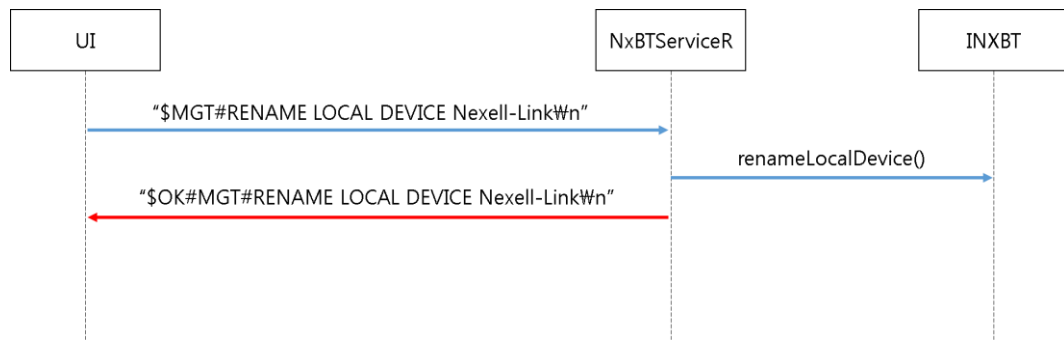 UI
NxBTServiceR
INXBT
“$MGT#RENAME LOCAL DEVICE Nexell-Link₩n”
renameLocalDevice()
“$OK#MGT#RENAME LOCAL DEVICE Nexell-Link₩n”